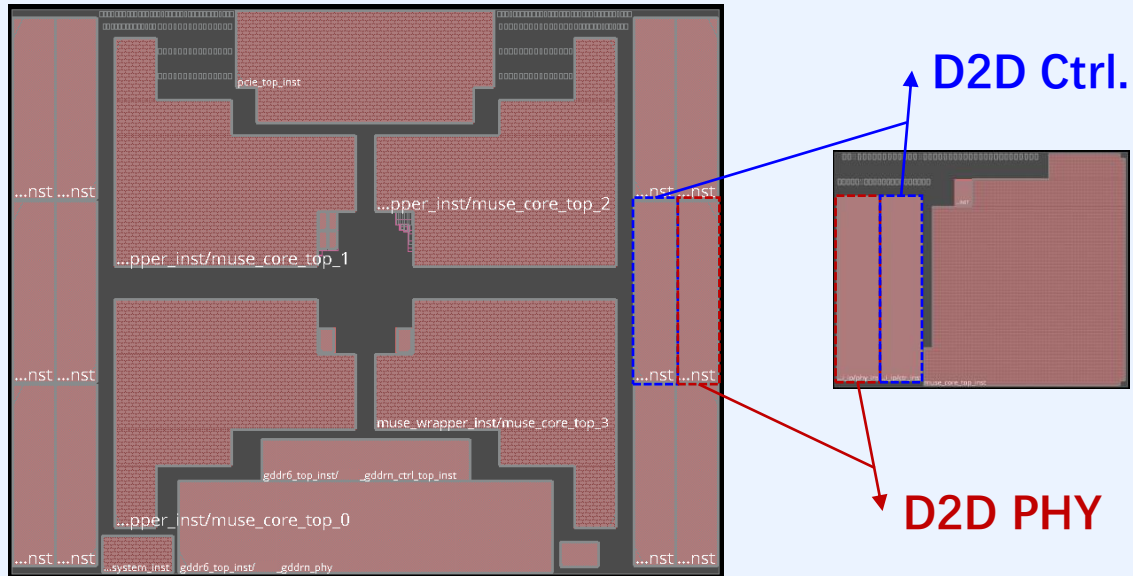 pcie_top_inst
...nst ...nst
...nst ...nst
...pper_inst/muse_core_top_2
...pper_inst/muse_core_top_1
...nst ...nst
...nst ...nst
muse_wrapper_inst/muse_core_top_3
gddr6_top_inst/ _gddrn_ctrl_top_inst
...pper_inst/muse_core_top_0
...nst ...nst
...system_inst
gddr6_top_inst/ _gddrn_phy
...nst ...nst
D2D Ctrl.
muse_core_top_inst
D2D PHY